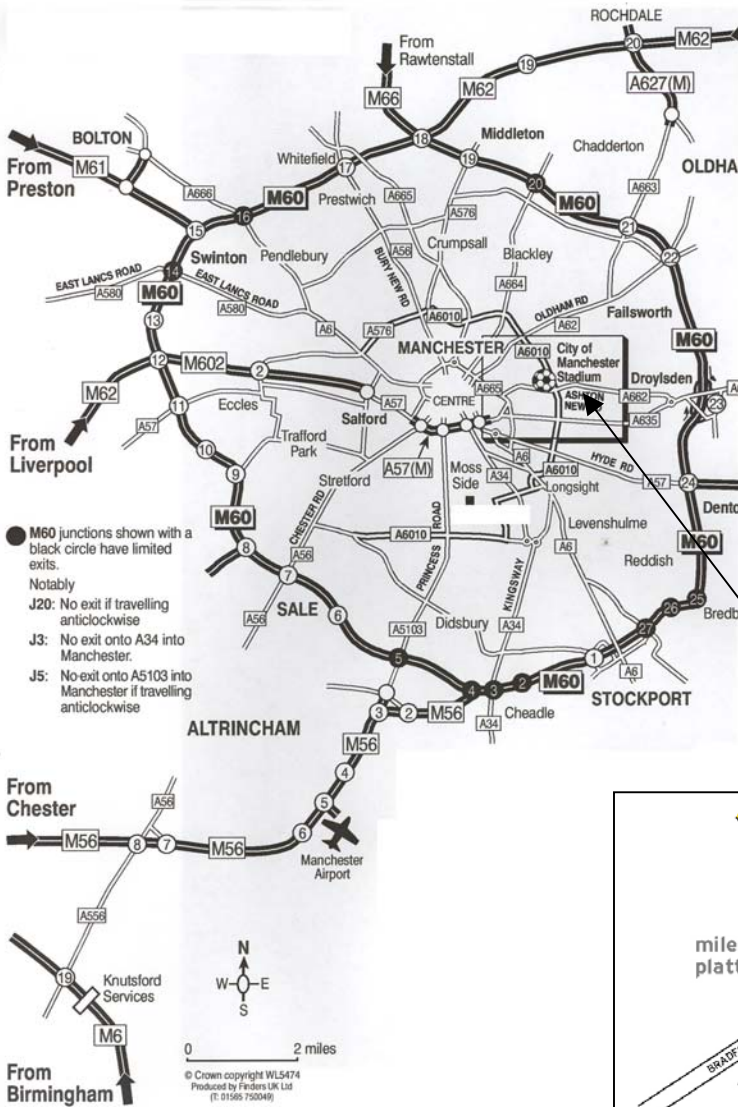 ROCHDALE
From
Rawtenstall
20
M62
19
M62
A627(M)
M66
BOLTON
18
Middleton
Chadderton
From
Preston
M61
Whitefield
17
19
20
OLDHA
A666
M60
Prestwich
A665
M60
A663
16
A576
21
15
A56
Crumpsall
Blackley
22
Swinton
Pendlebury
BURY NEW RD
A664
14
EAST LANCS ROAD
EAST LANCS ROAD
OLDHAM RD
Failsworth
A580
M60
A580
A6
A576
A6010
A62
13
MANCHESTER
A6010
City of
Manchester
Stadium
M60
12
M602
2
CENTRE
A665
Droylsden
M62
ASHTON
NEW
A662
23
11
Eccles
A57
Salford
A635
A57
From
Liverpool
Trafford
Park
A57(M)
A6
HYDE RD
10
9
Moss
Side
A34
A6010
Longsight
A57
24
Stretford
Dento
M60
CHESTER RD
Levenshulme
M60
M60 junctions shown with a
black circle have limited
exits.
Notably
J20: No exit if travelling
anticlockwise
J3: No exit onto A34 into
Manchester.
J5: No exit onto A5103 into
Manchester if travelling
anticlockwise
8
A56
A6010
PRINCESS ROAD
KINGSWAY
A6
Reddish
7
SALE
6
A56
Didsbury
A5103
A34
25
26
Bredb
27
5
1
A6
4
3
2
M60
STOCKPORT
3
2
M56
Cheadle
A34
ALTRINCHAM
M56
4
From
Chester
A56
5
M56
8
7
M56
6
Manchester
Airport
A556
19
Knutsford
Services
N
W
E
S
M6
0
2 miles
From
Birmingham
© Crown copyright WL5474
Produced by Finders UK Ltd
(T: 01565 750049)
mile
platt